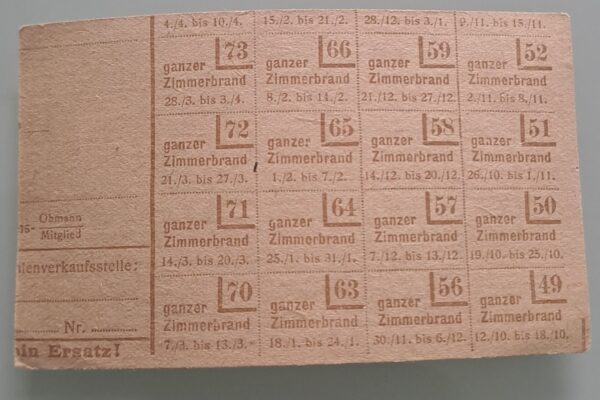 4./4. bis 10./4.
15./2. bis 21./2.
28./12. bis 3./1.
9./11. bis 15./11.
73
ganzer
Zimmerbrand
28./3. bis 3./4.
66
ganzer
Zimmerbrand
8./2. bis 14./2.
59
ganzer
Zimmerbrand
21./12. bis 27./12.
52
ganzer
Zimmerbrand
2./11. bis 8./11.
72
ganzer
Zimmerbrand
21./3. bis 27./3.
65
ganzer
Zimmerbrand
1./2. bis 7./2.
58
ganzer
Zimmerbrand
14./12. bis 20./12.
51
ganzer
Zimmerbrand
26./10. bis 1./11.
Obmann
Mitglied
71
ganzer
Zimmerbrand
14./3. bis 20./3.
64
ganzer
Zimmerbrand
25./1. bis 31./1.
57
ganzer
Zimmerbrand
7./12. bis 13./12.
50
ganzer
Zimmerbrand
19./10. bis 25./10.
lenverkaufsstelle:
Nr.
in Ersatz!
70
ganzer
Zimmerbrand
7./3. bis 13./3.
63
ganzer
Zimmerbrand
18./1. bis 24./1.
56
ganzer
Zimmerbrand
30./11. bis 6./12.
49
ganzer
Zimmerbrand
12./10. bis 18./10.